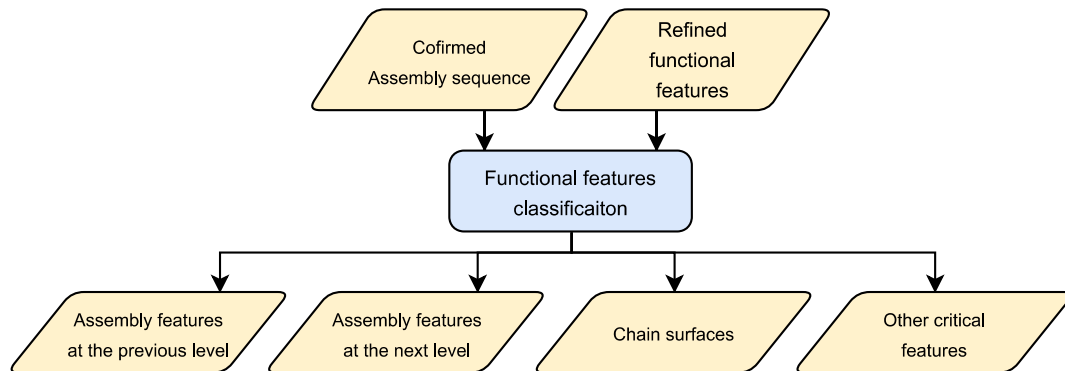 Cofirmed
Assembly sequence
Refined
functional
features
Functional features
classificaiton
Assembly features
at the previous level
Assembly features
at the next level
Chain surfaces
Other critical
features